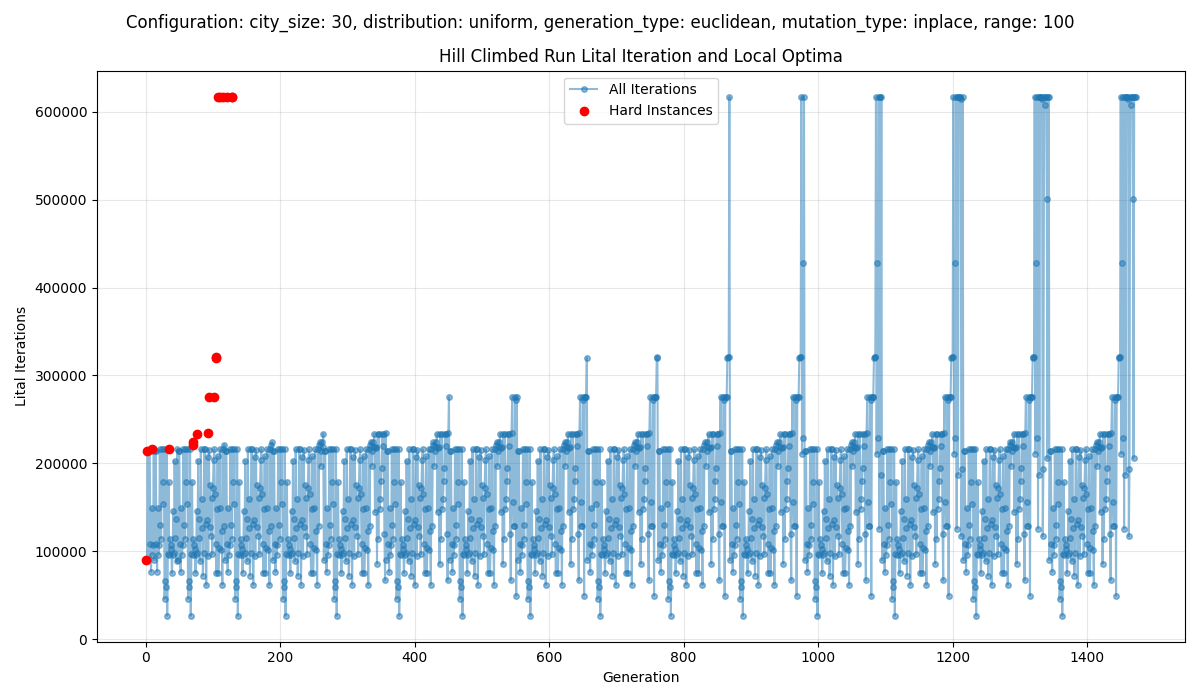 Configuration: city_size: 30, distribution: uniform, generation_type: euclidean, mutation_type: inplace, range: 100
Hill Climbed Run Lital Iteration and Local Optima
All Iterations
Hard Instances
600000
500000
400000
300000
200000
100000
0
Lital Iterations
0 200 400 600 800 1000 1200 1400
Generation